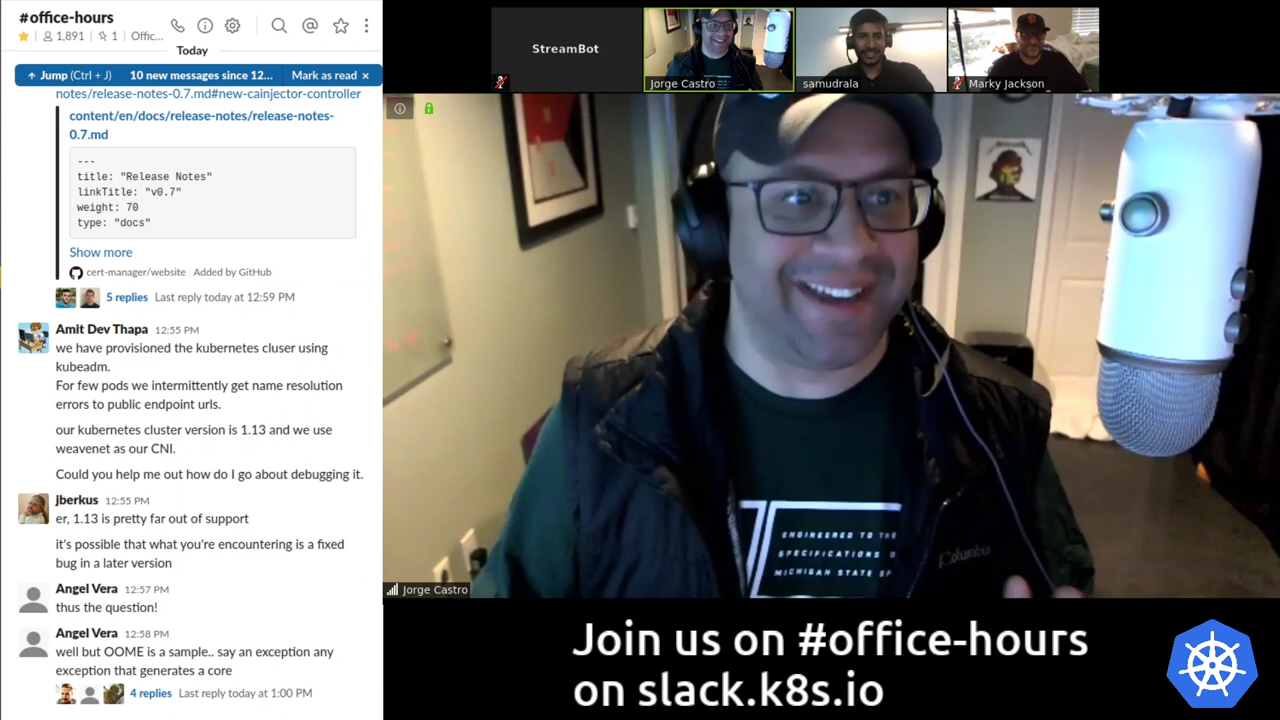 #office-hours
1,891
1
Offic...
Today
Jump (Ctrl + J)
10 new messages since 12...
Mark as read ×
notes/release-notes-0.7.md#new-cainjector-controller
content/en/docs/release-notes/release-notes-
0.7.md
---
title: "Release Notes"
linkTitle: "v0.7"
weight: 70
type: "docs"
Show more
cert-manager/website
Added by GitHub
5 replies Last reply today at 12:59 PM
Amit Dev Thapa 12:55 PM
we have provisioned the kubernetes cluser using
kubeadm.
For few pods we intermittently get name resolution
errors to public endpoint urls.
our kubernetes cluster version is 1.13 and we use
weavenet as our CNI.
Could you help me out how do I go about debugging it.
jberkus 12:55 PM
er, 1.13 is pretty far out of support
it's possible that what you're encountering is a fixed
bug in a later version
Angel Vera 12:57 PM
thus the question!
Angel Vera 12:58 PM
well but OOME is a sample.. say an exception any
exception that generates a core
4 replies Last reply today at 1:00 PM
StreamBot
Jorge Castro
samudrala
Marky Jackson
ENGINEERED TO THE
SPECIFICATIONS O
MICHIGAN STATE SP
Columbia
Jorge Castro
Join us on #office-hours
on slack.k8s.io